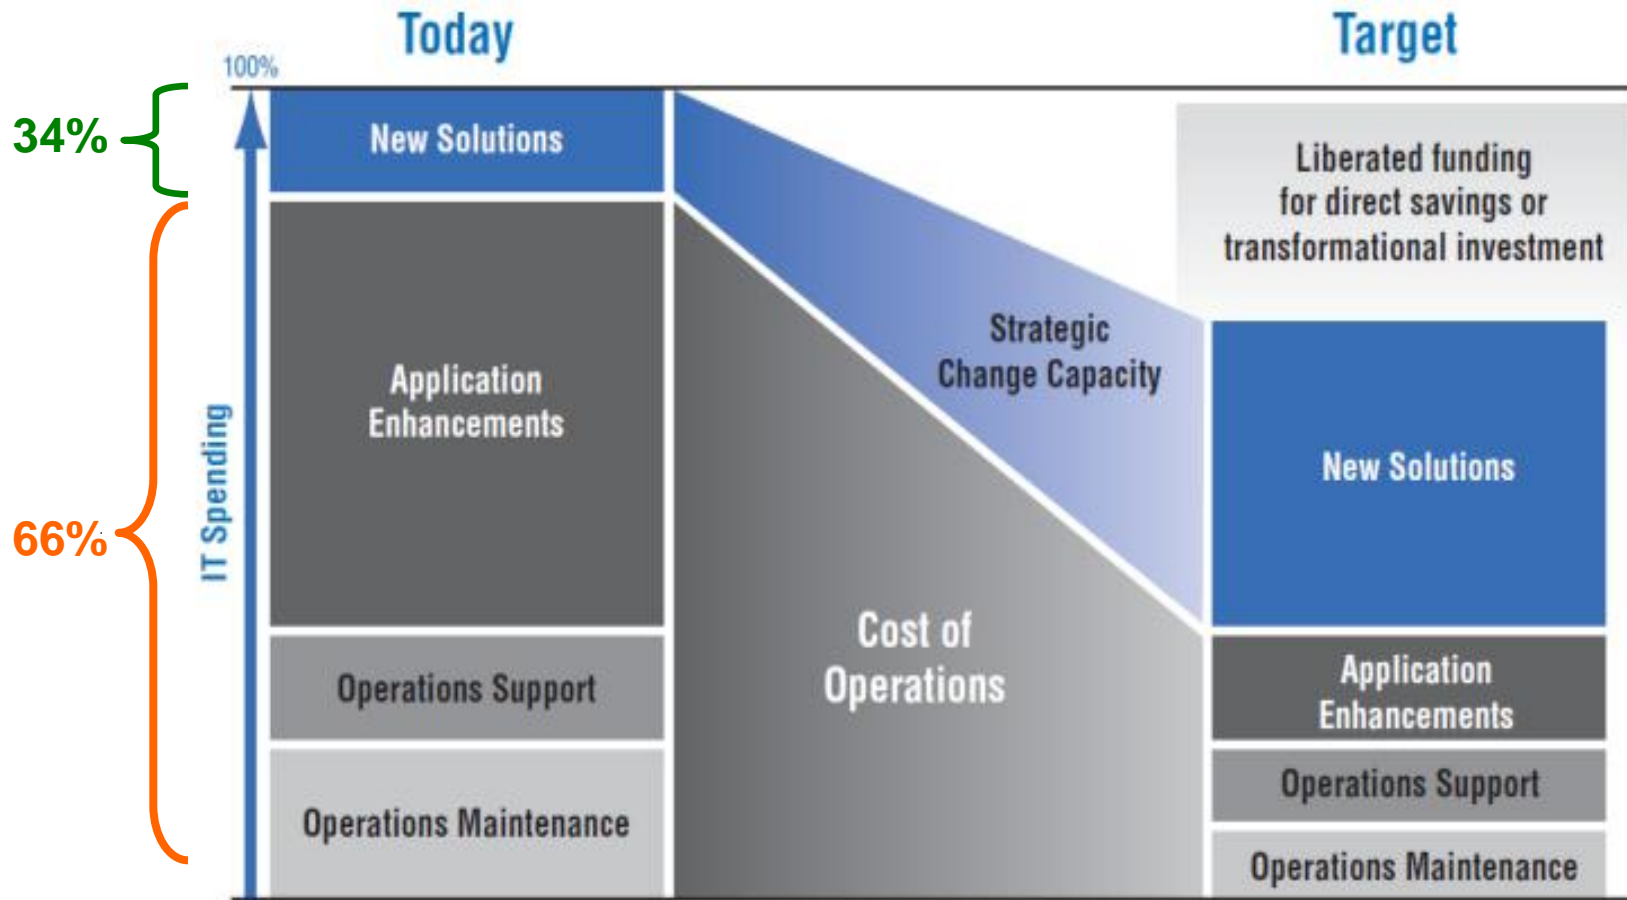 Today
Target
100%
34%
New Solutions
Liberated funding
for direct savings or
transformational investment
Strategic
Change Capacity
Application
Enhancements
IT Spending
66%
New Solutions
Cost of
Operations
Operations Support
Application
Enhancements
Operations Support
Operations Maintenance
Operations Maintenance